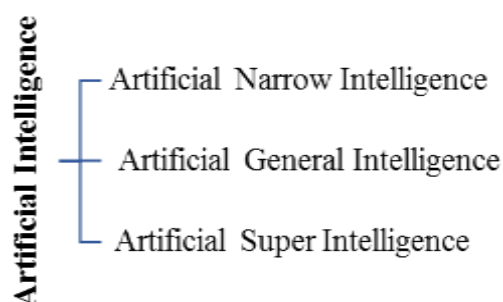 Artificial Intelligence
Artificial Narrow Intelligence
Artificial General Intelligence
Artificial Super Intelligence